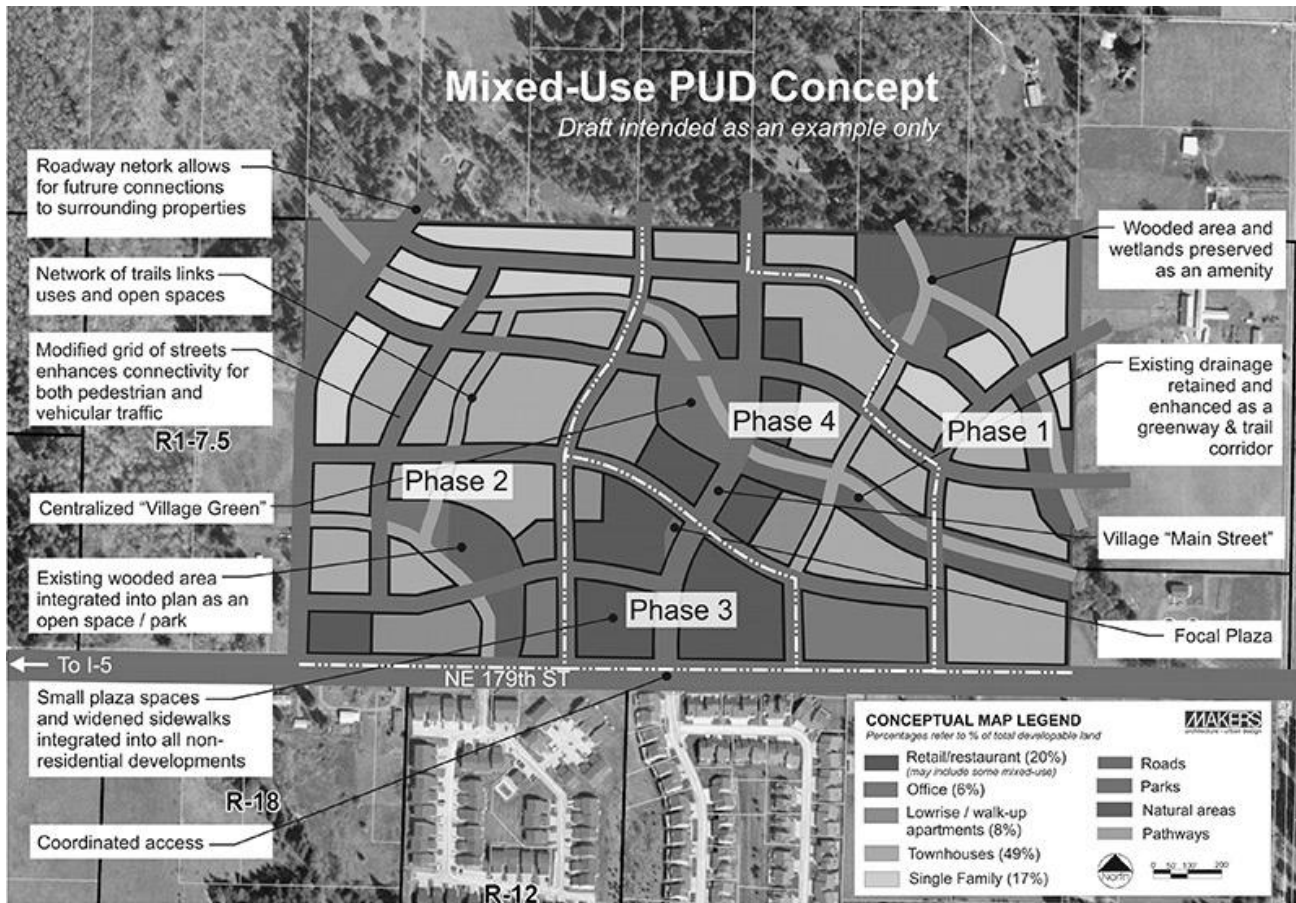 Mixed-Use PUD Concept
Draft intended as an example only
Roadway netork allows
for futrure connections
to surrounding properties
Network of trails links
uses and open spaces
Modified grid of streets
enhances connectivity for
both pedestrian and
vehicular traffic
R1-7.5
Centralized “Village Green”
Existing wooded area
integrated into plan as an
open space / park
To I-5
Small plaza spaces
and widened sidewalks
integrated into all non-
residential developments
R-18
Coordinated access
Phase 2
Phase 4
Phase 1
Phase 3
NE 179th ST
R-12
Wooded area and
wetlands preserved
as an amenity
Existing drainage
retained and
enhanced as a
greenway & trail
corridor
Village “Main Street”
Focal Plaza
CONCEPTUAL MAP LEGEND
Percentages refer to % of total developable land
MAKERS
architecture • urban design
Retail/restaurant (20%)
(may include some mixed-use)
Office (6%)
Lowrise / walk-up
apartments (8%)
Townhouses (49%)
Single Family (17%)
Roads
Parks
Natural areas
Pathways
North
0 50' 100' 200